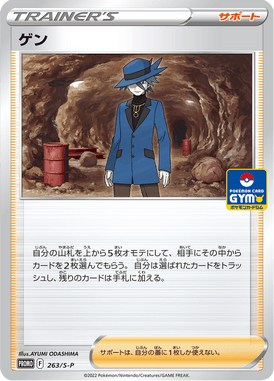 TRAINER'S サポート
ゲン
POKEMON CARD
GYM
ポケモンカードジム
自分の山札を上から5枚オモテにして、相手にその中から
カードを2枚選んでもらう。自分は選ばれたカードをトラッ
シュし、残りのカードは手札に加える。
Illus.AYUMI ODASHIMA
PROMO F 263/S-P
サポートは、自分の番に1枚しか使えない。
©2022 Pokémon/Nintendo/Creatures/GAME FREAK.